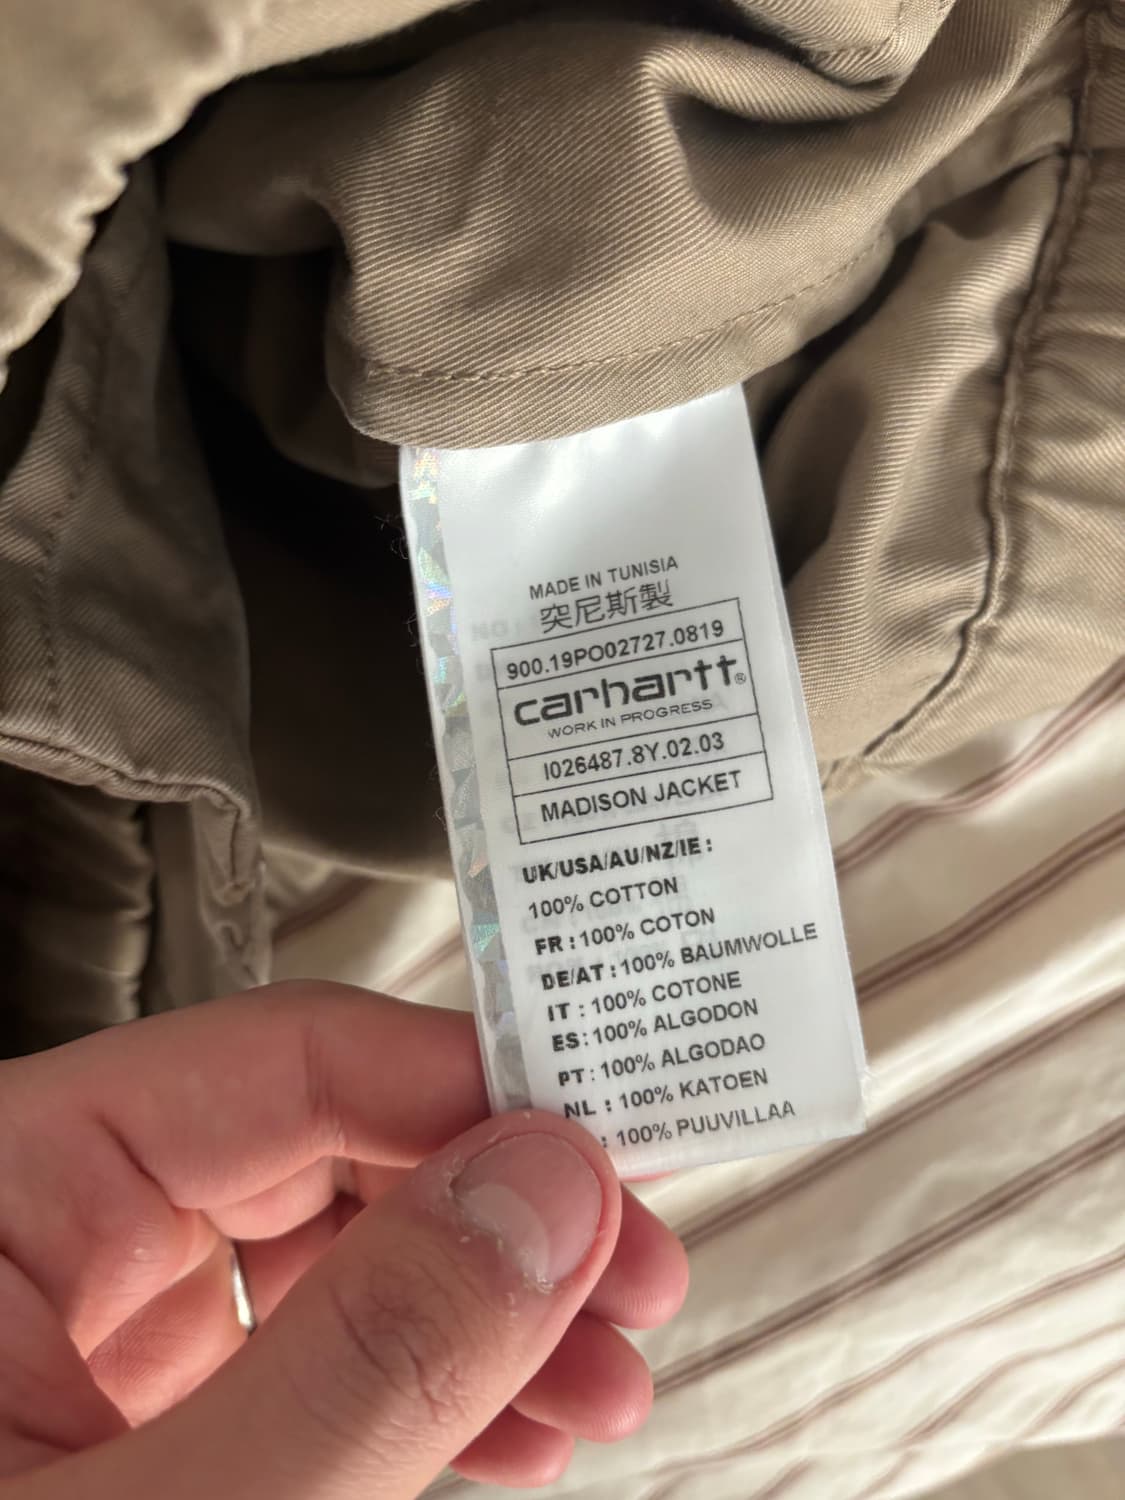 MADE IN TUNISIA
突尼斯製
900.19PO02727.0819
carhartt®
WORK IN PROGRESS
I026487.8Y.02.03
MADISON JACKET
UK/USA/AU/NZ/IE :
100% COTTON
FR : 100% COTON
DE/AT : 100% BAUMWOLLE
IT : 100% COTONE
ES : 100% ALGODON
PT : 100% ALGODAO
NL : 100% KATOEN
: 100% PUUVILLAA